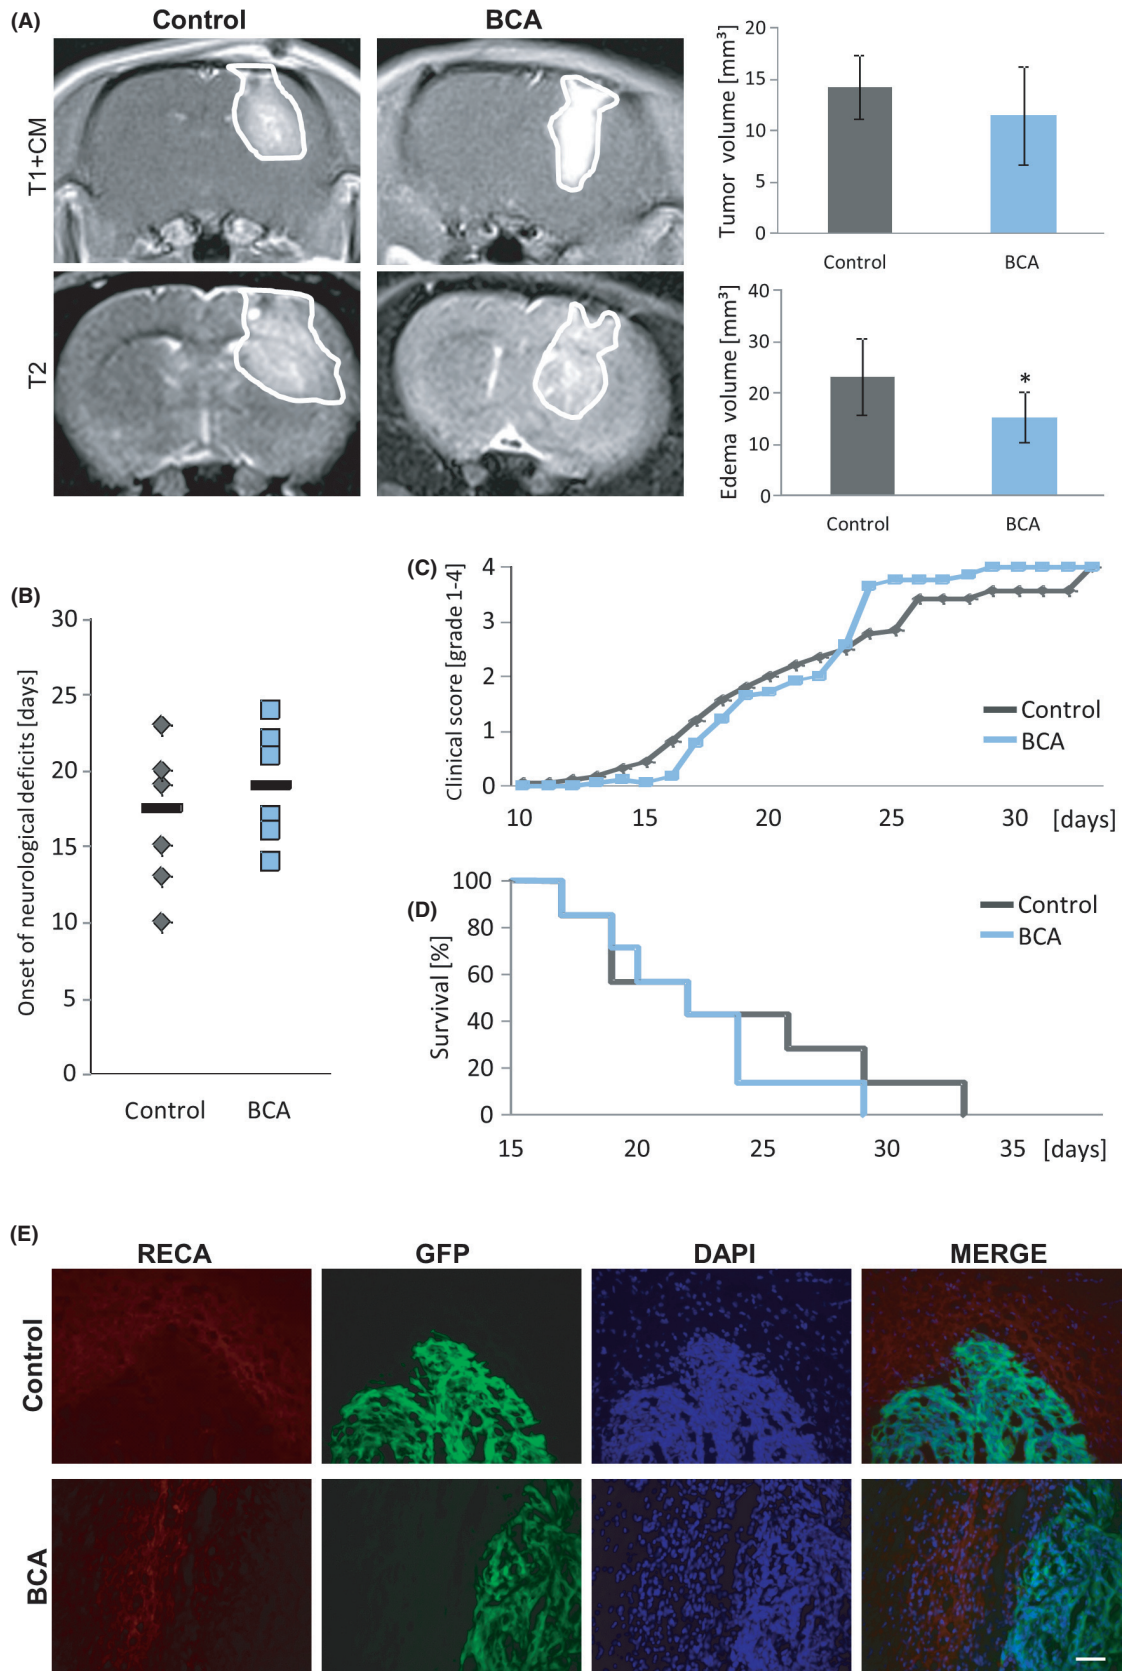 (A)
Control
BCA
T1+CM
T2
Tumor volume [mm³]
20
15
10
5
0
Control
BCA
Edema volume [mm³]
40
30
20
10
0
*
Control
BCA
(B)
Onset of neurological deficits [days]
30
25
20
15
10
5
0
Control
BCA
(C)
Clinical score [grade 1-4]
4
3
2
1
0
Control
BCA
10 15 20 25 30 [days]
(D)
Survival [%]
100
80
60
40
20
0
Control
BCA
15 20 25 30 35 [days]
(E)
RECA GFP DAPI MERGE
Control
BCA